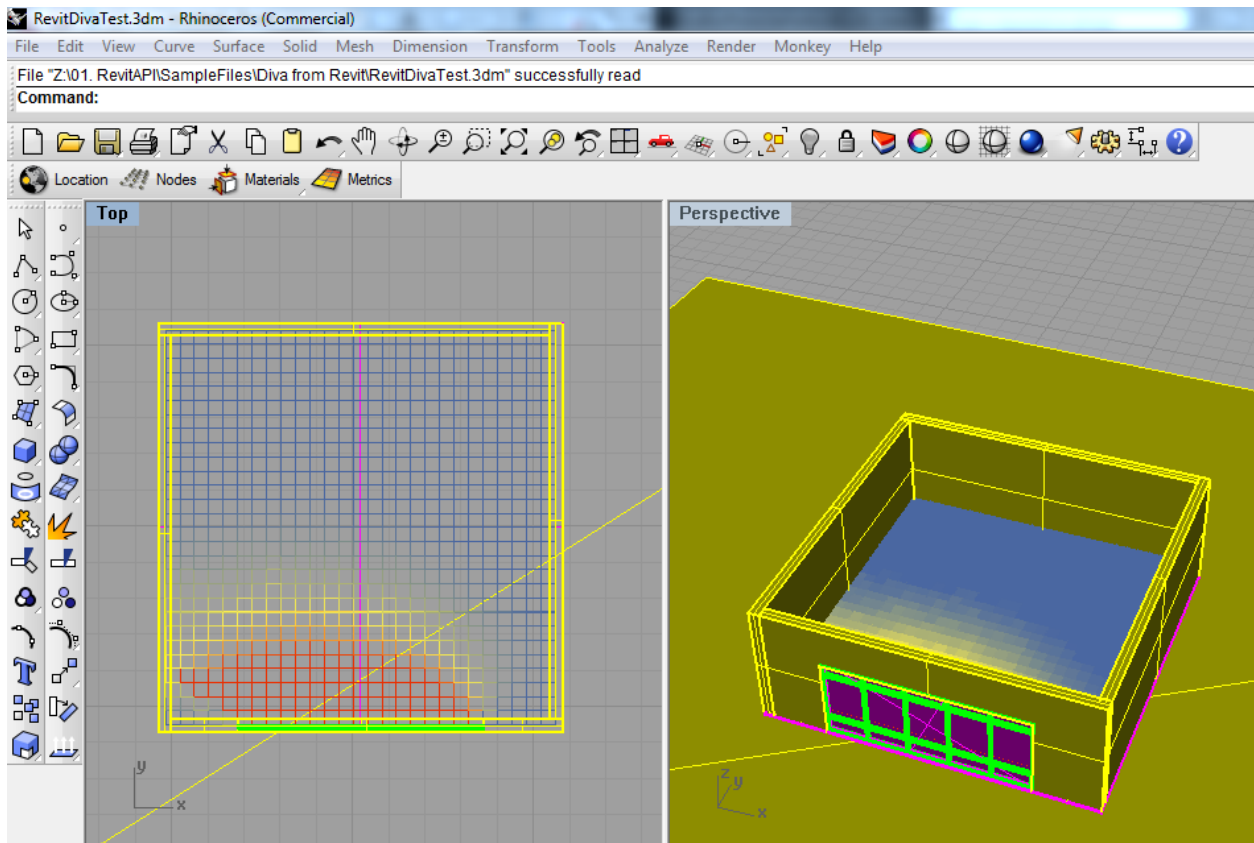 RevitDivaTest.3dm - Rhinoceros (Commercial)
File Edit View Curve Surface Solid Mesh Dimension Transform Tools Analyze Render Monkey Help
File "Z:\01. RevitAPI\SampleFiles\Diva from Revit\RevitDivaTest.3dm" successfully read
Command:
Location Nodes Materials Metrics
Top
Perspective
y
x
z
y
x